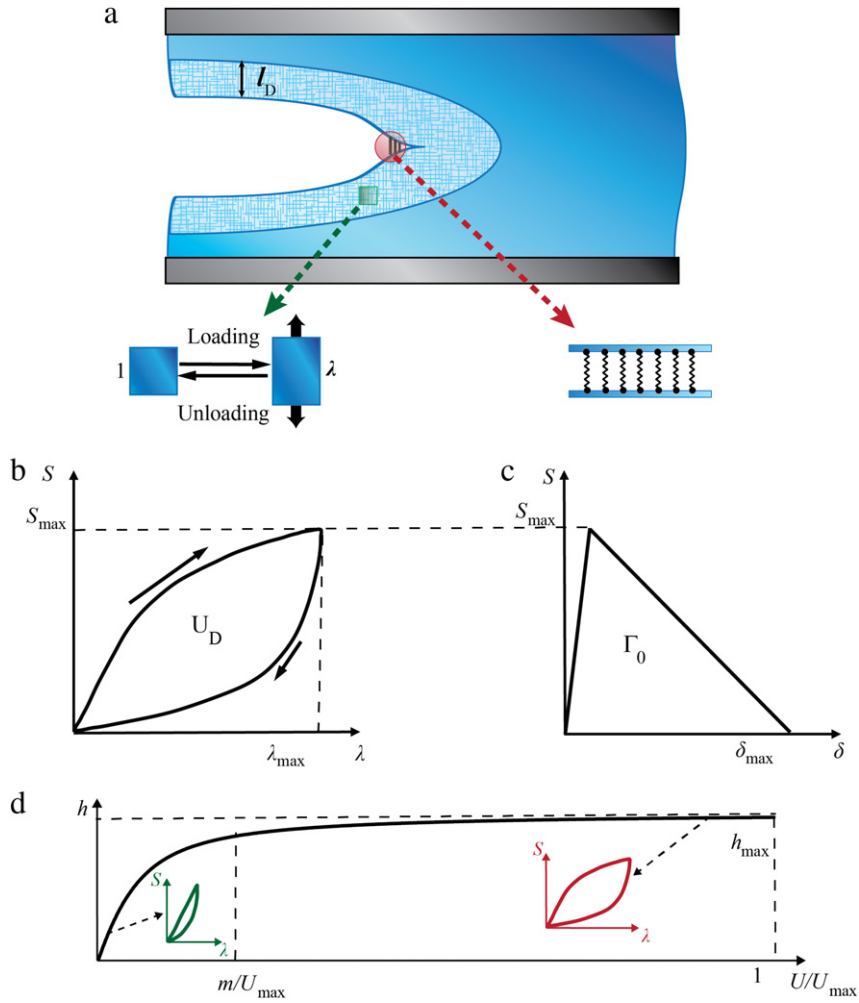 a
l_D
Loading
1
λ
Unloading
b
S
S_max
U_D
λ_max
λ
c
S
S_max
Γ_0
δ_max
δ
d
h
h_max
S
λ
S
λ
m/U_max
1
U/U_max